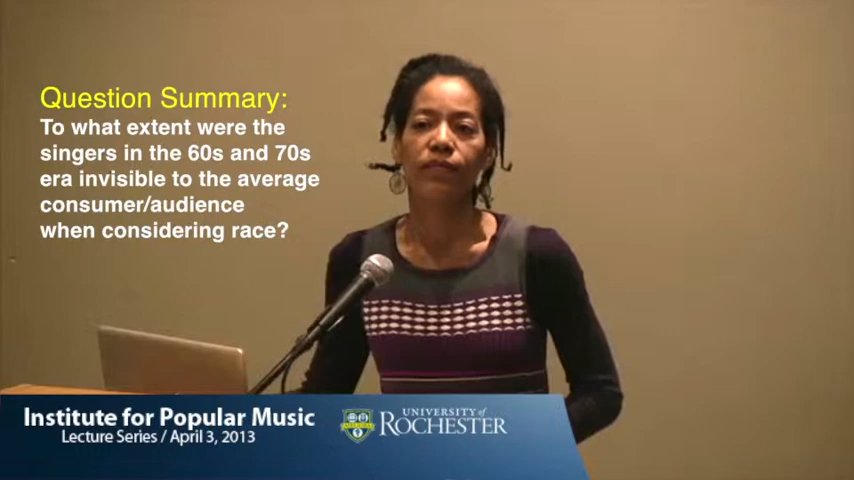 Question Summary:
To what extent were the
singers in the 60s and 70s
era invisible to the average
consumer/audience
when considering race?
Institute for Popular Music
Lecture Series / April 3, 2013
UNIVERSITY of
ROCHESTER